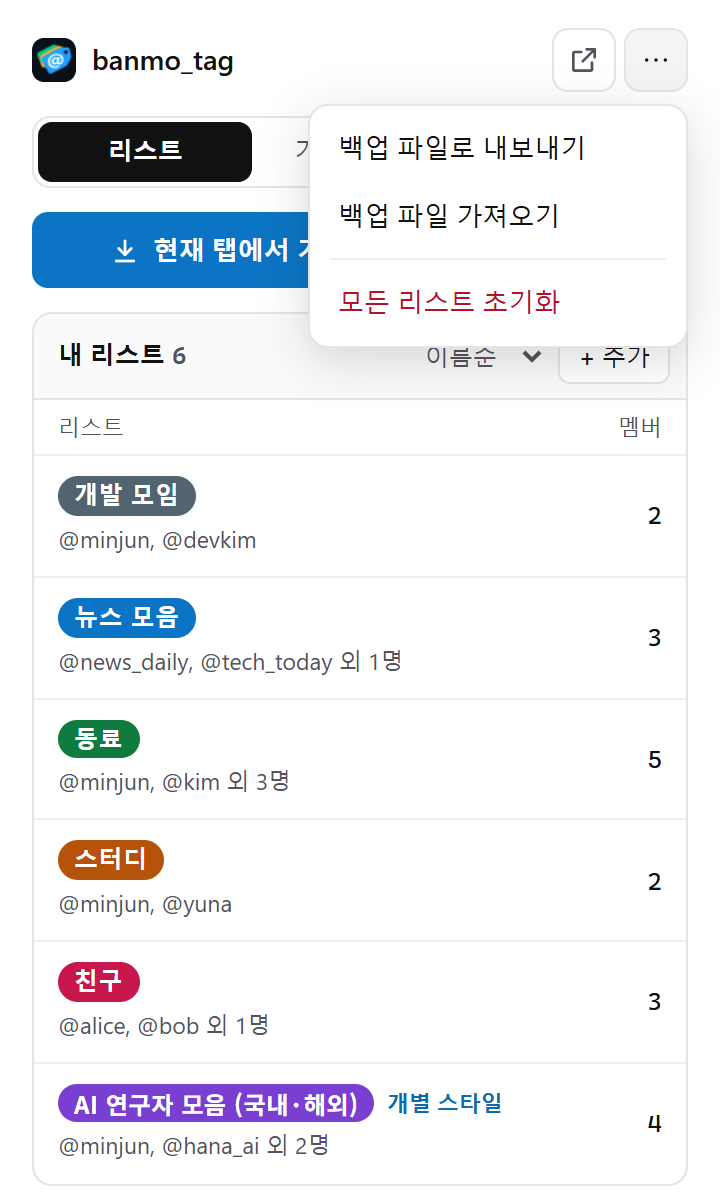 banmo_tag
...
리스트
백업 파일로 내보내기
백업 파일 가져오기
모든 리스트 초기화
현재 탭에서
내 리스트 6
이름순
+ 추가
리스트 멤버
개발 모임
@minjun, @devkim
2
뉴스 모음
@news_daily, @tech_today 외 1명
3
동료
@minjun, @kim 외 3명
5
스터디
@minjun, @yuna
2
친구
@alice, @bob 외 1명
3
AI 연구자 모음 (국내·해외) 개별 스타일
@minjun, @hana_ai 외 2명
4